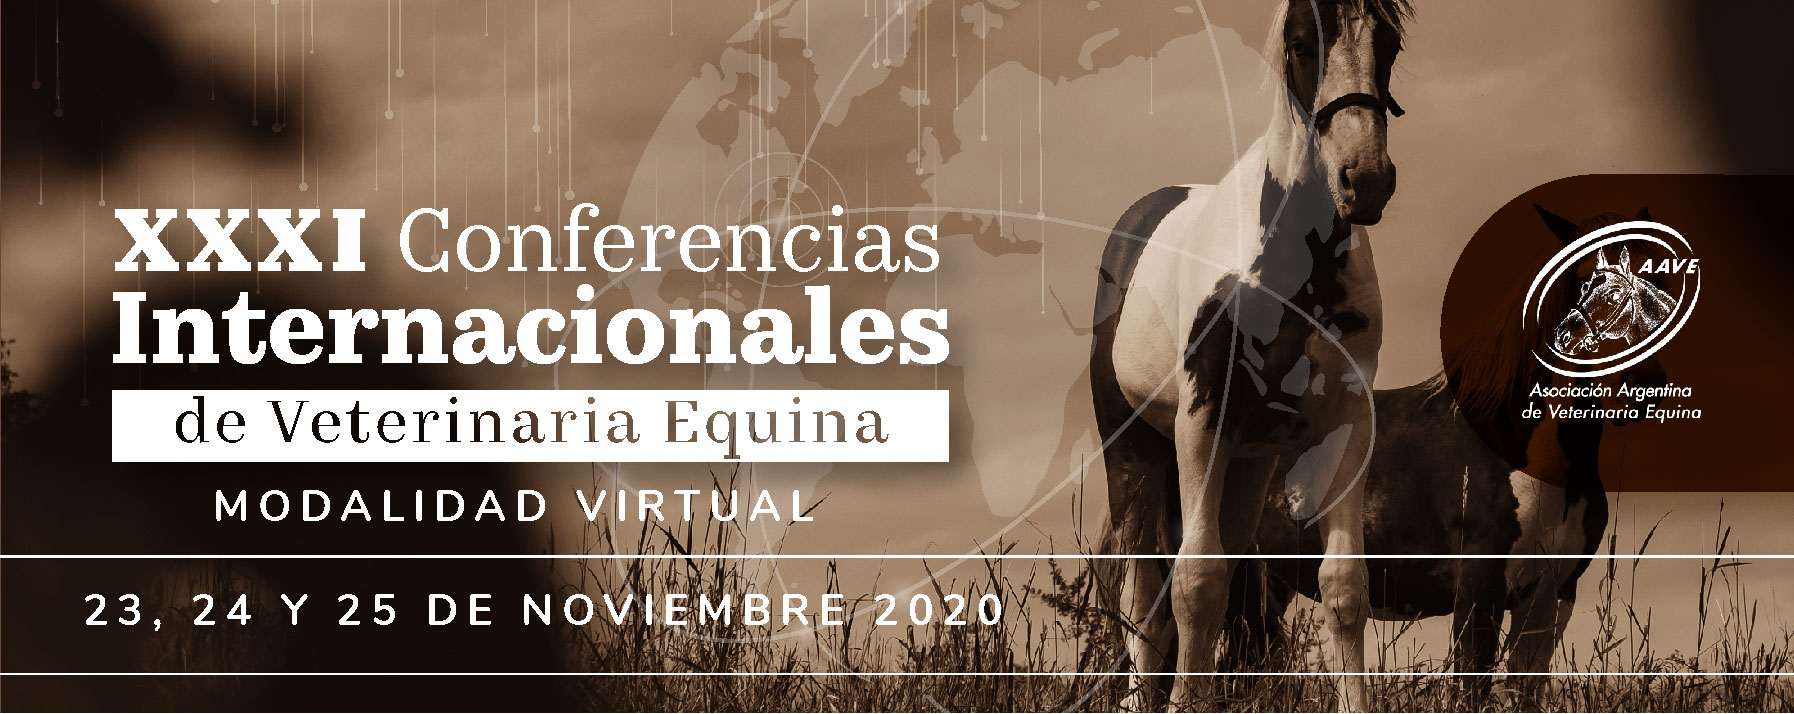 XXXI Conferencias
Internacionales
de Veterinaria Equina
MODALIDAD VIRTUAL
23, 24 Y 25 DE NOVIEMBRE 2020
AAVE
Asociación Argentina
de Veterinaria Equina